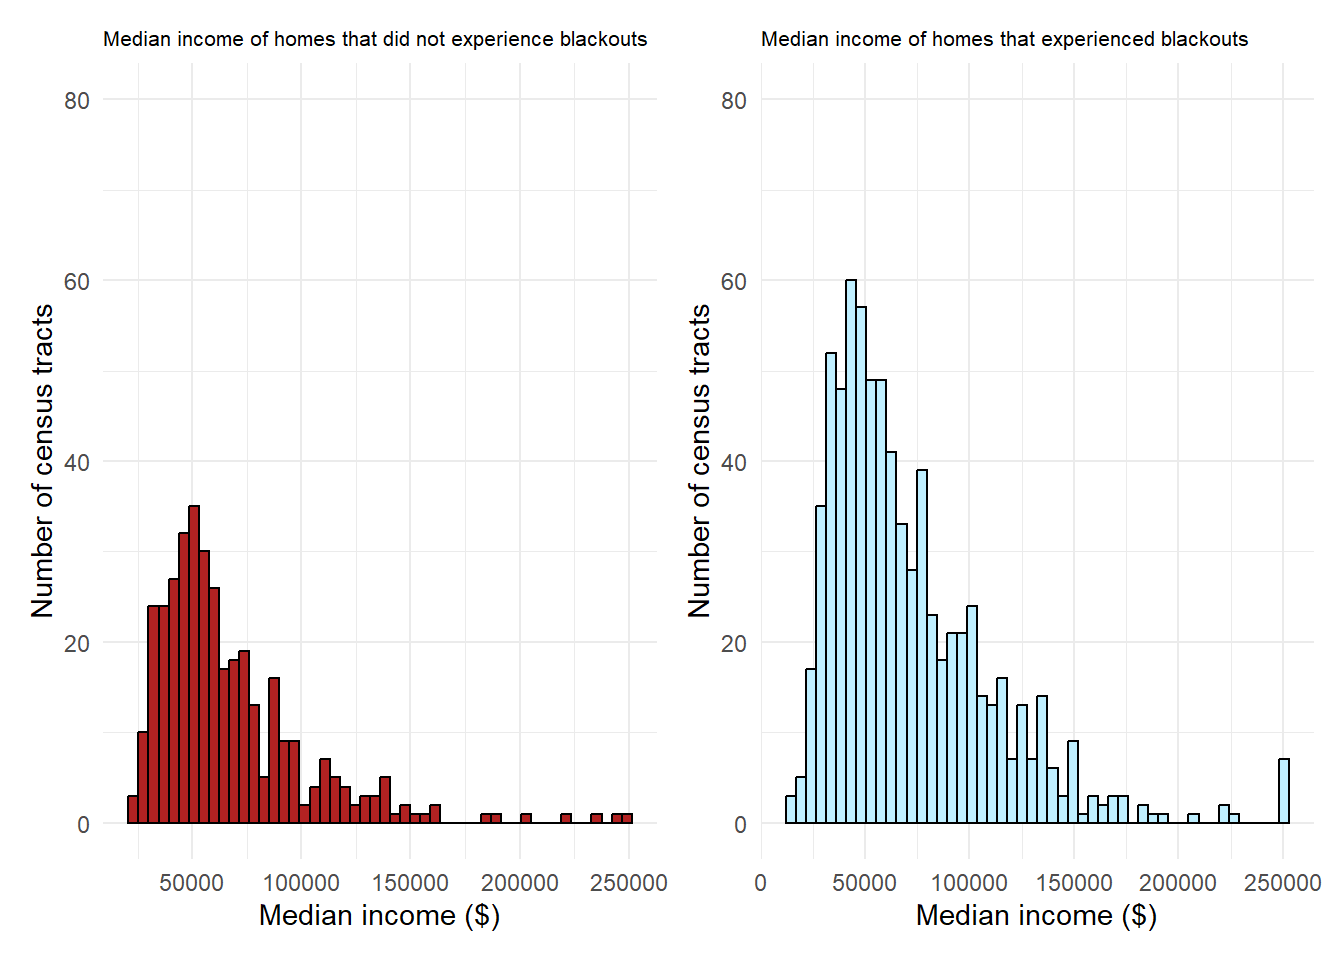 Median income of homes that did not experience blackouts
Number of census tracts
80
60
40
20
0
50000 100000 150000 200000 250000
Median income ($)
Median income of homes that experienced blackouts
Number of census tracts
80
60
40
20
0
0 50000 100000 150000 200000 250000
Median income ($)